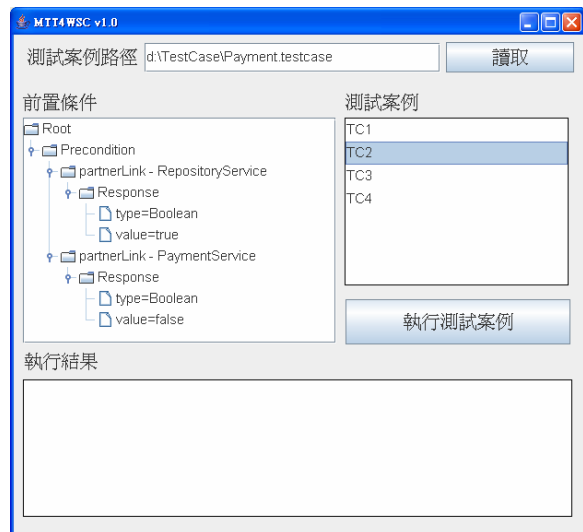 MTT4WSC v1.0
測試案例路徑 d:\TestCase\Payment.testcase 讀取
前置條件
Root
Precondition
partnerLink - RepositoryService
Response
type=Boolean
value=true
partnerLink - PaymentService
Response
type=Boolean
value=false
測試案例
TC1
TC2
TC3
TC4
執行測試案例
執行結果